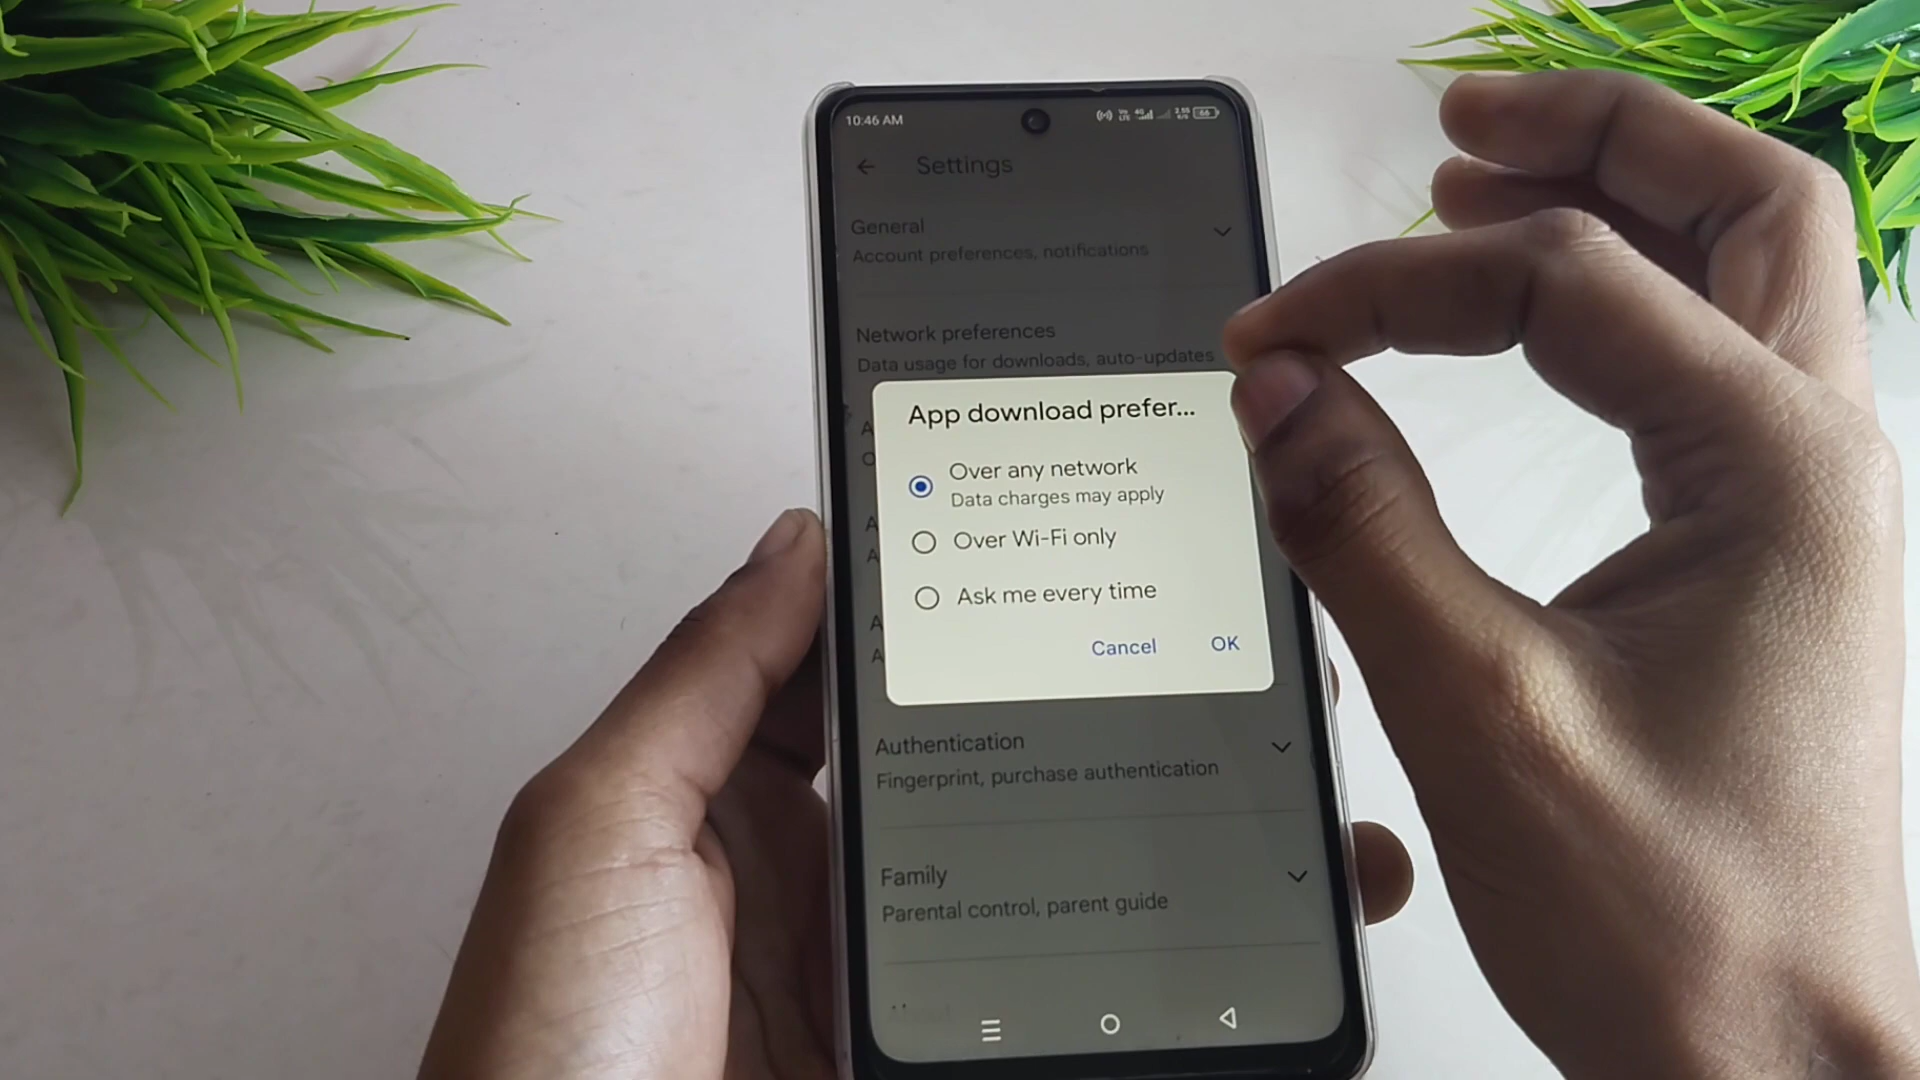 10:46 AM
Settings
General
Account preferences, notifications
Network preferences
Data usage for downloads, auto-updates
App download prefer...
Over any network
Data charges may apply
Over Wi-Fi only
Ask me every time
Cancel OK
Authentication
Fingerprint, purchase authentication
Family
Parental control, parent guide